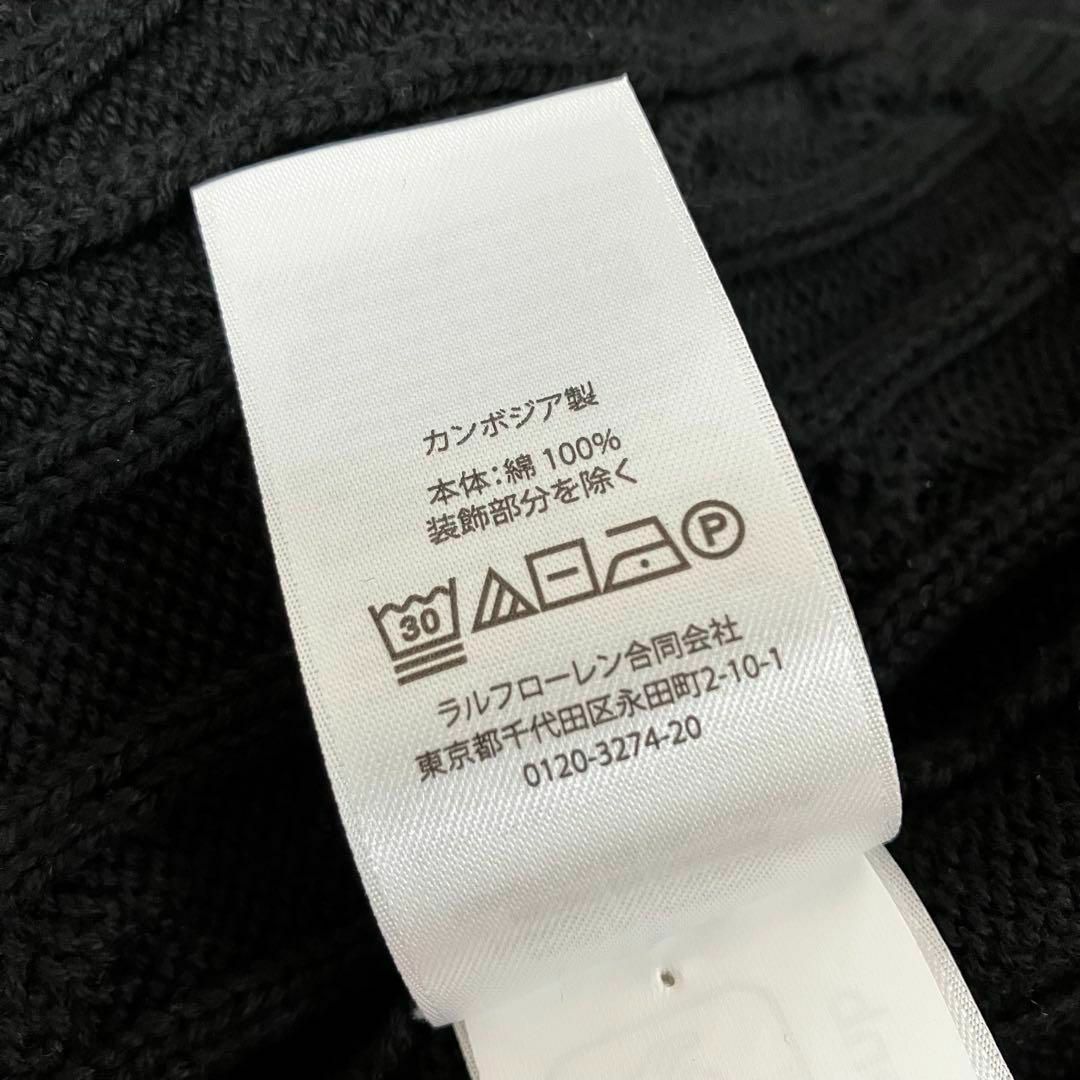 カンボジア製
本体:綿 100%
装飾部分を除く
30
P
ラルフローレン合同会社
東京都千代田区永田町2-10-1
0120-3274-20